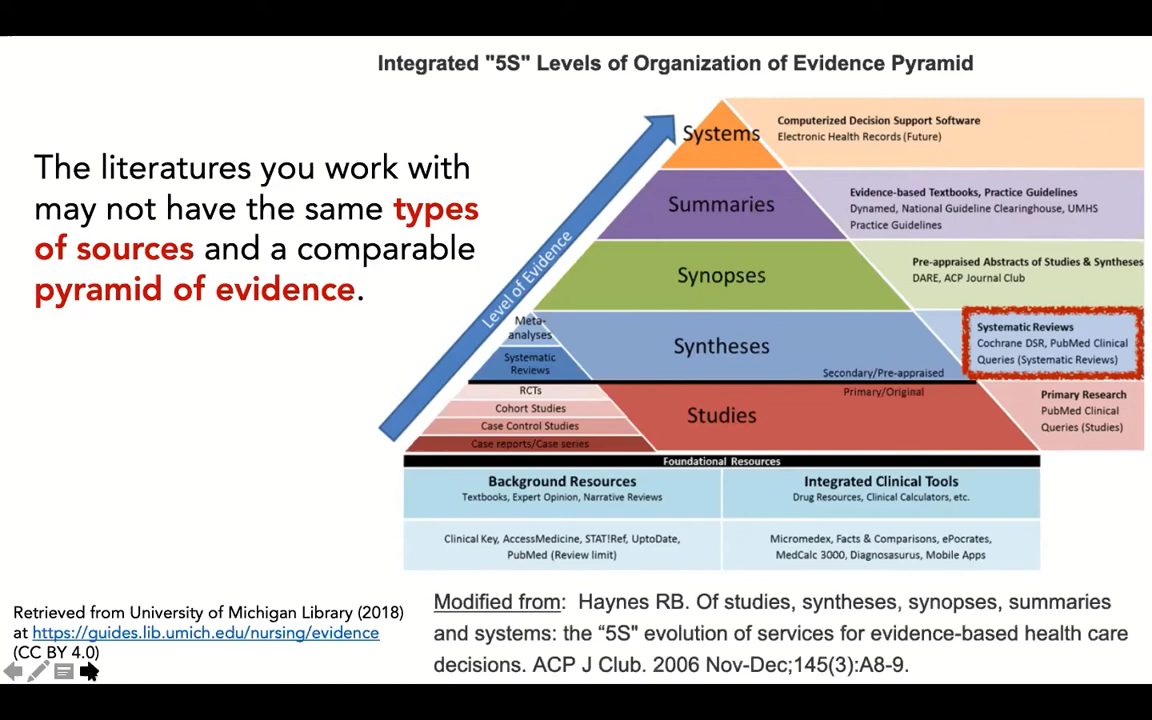 Integrated "5S" Levels of Organization of Evidence Pyramid
The literatures you work with
may not have the same types
of sources and a comparable
pyramid of evidence.
Level of Evidence
Systems
Computerized Decision Support Software
Electronic Health Records (Future)
Summaries
Evidence-based Textbooks, Practice Guidelines
Dynamed, National Guideline Clearinghouse, UMHS
Practice Guidelines
Synopses
Pre-appraised Abstracts of Studies & Syntheses
DARE, ACP Journal Club
Meta-
analyses
Systematic
Reviews
Syntheses
Secondary/Pre-appraised
Systematic Reviews
Cochrane DSR, PubMed Clinical
Queries (Systematic Reviews)
RCTs
Cohort Studies
Case Control Studies
Case reports/Case series
Primary/Original
Studies
Primary Research
PubMed Clinical
Queries (Studies)
Foundational Resources
Background Resources
Textbooks, Expert Opinion, Narrative Reviews
Integrated Clinical Tools
Drug Resources, Clinical Calculators, etc.
Clinical Key, AccessMedicine, STAT!Ref, UptoDate,
PubMed (Review limit)
Micromedex, Facts & Comparisons, ePocrates,
MedCalc 3000, Diagnosaurus, Mobile Apps
Retrieved from University of Michigan Library (2018)
at https://guides.lib.umich.edu/nursing/evidence
(CC BY 4.0)
Modified from: Haynes RB. Of studies, syntheses, synopses, summaries
and systems: the “5S" evolution of services for evidence-based health care
decisions. ACP J Club. 2006 Nov-Dec;145(3):A8-9.